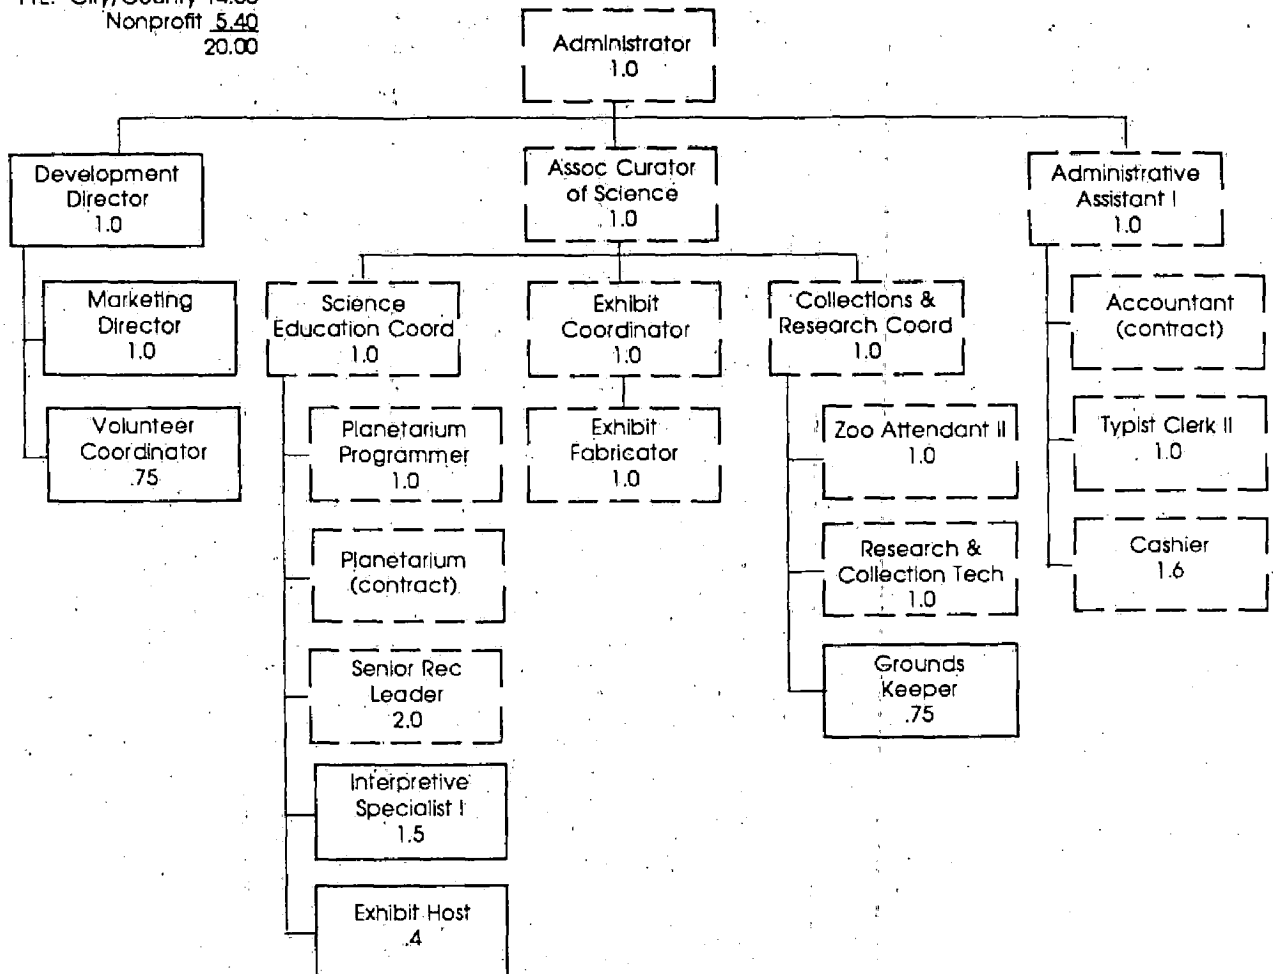 Nonprofit 5.40
20.00
Administrator
1.0
Development
Director
1.0
Assoc Curator
of Science
1.0
Administrative
Assistant I
1.0
Marketing
Director
1.0
Volunteer
Coordinator
.75
Science
Education Coord
1.0
Planetarium
Programmer
1.0
Planetarium
(contract)
Senior Rec
Leader
2.0
Interpretive
Specialist I
1.5
Exhibit Host
.4
Exhibit
Coordinator
1.0
Exhibit
Fabricator
1.0
Collections &
Research Coord
1.0
Zoo Attendant II
1.0
Research &
Collection Tech
1.0
Grounds
Keeper
.75
Accountant
(contract)
Typist Clerk II
1.0
Cashier
1.6